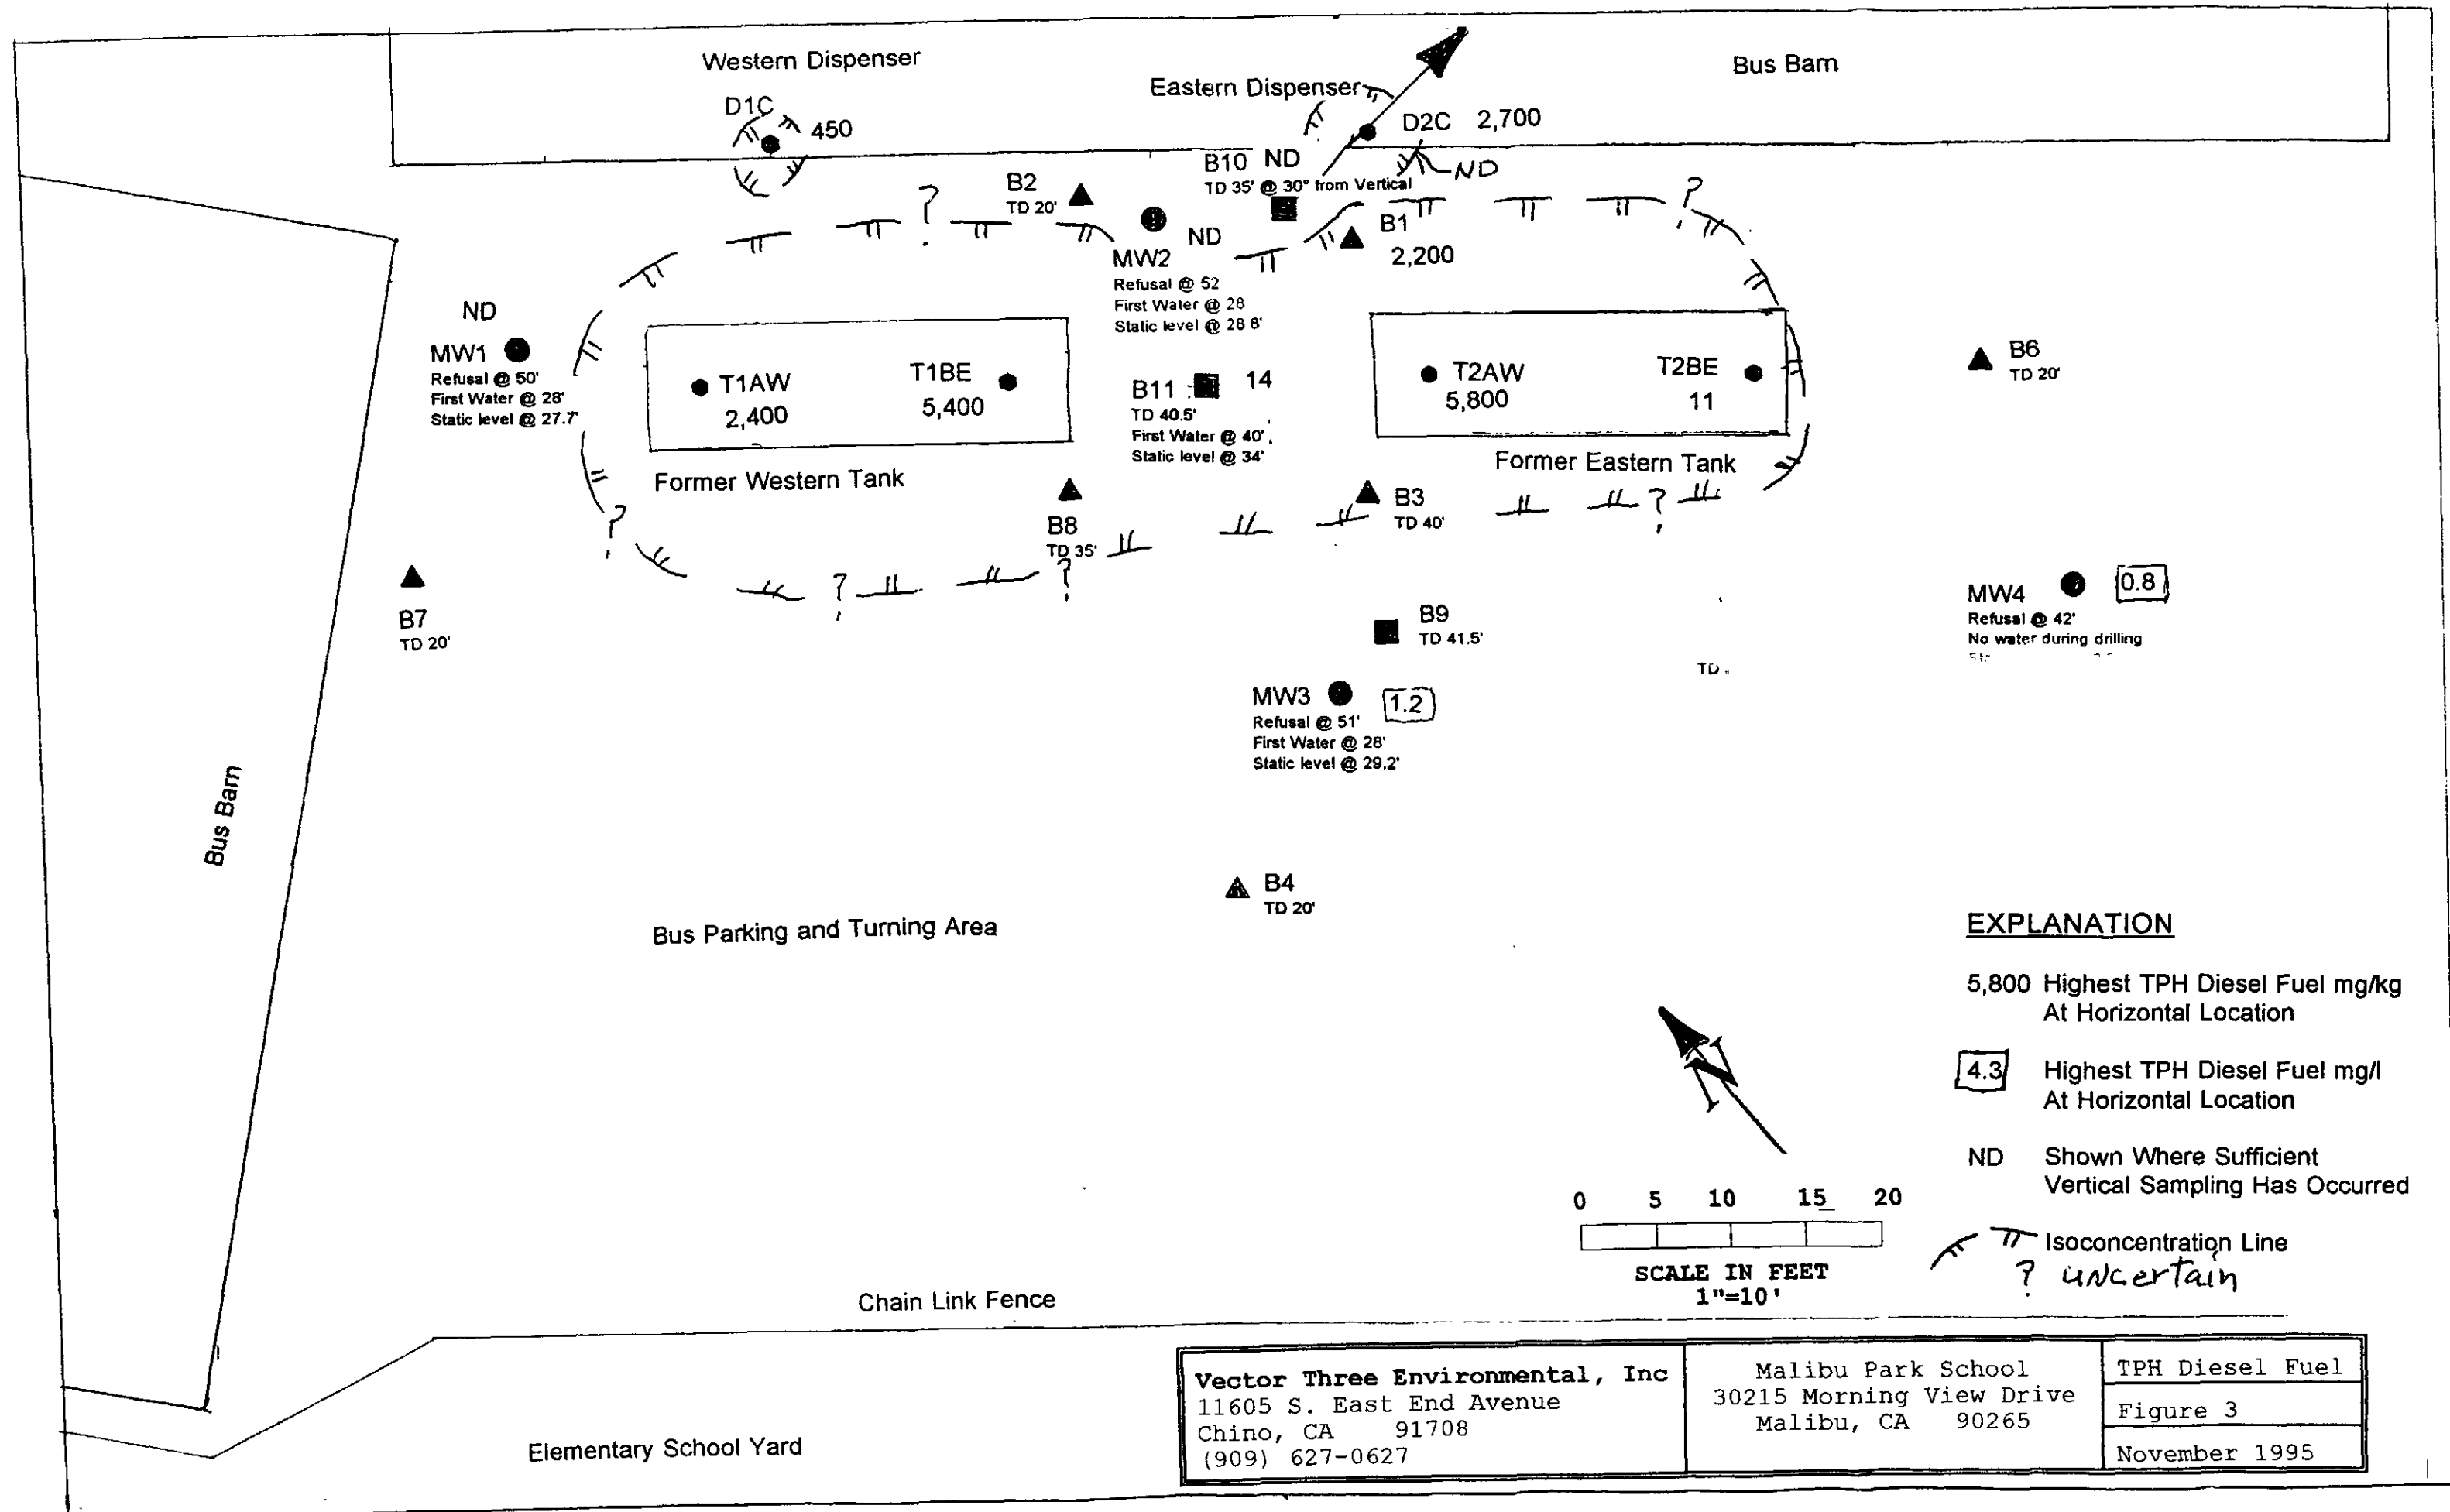 Western Dispenser
Eastern Dispenser
Bus Barn
D1C
450
D2C 2,700
B10 ND
TD 35' @ 30° from Vertical
ND
B2
TD 20'
?
?
B1
2,200
ND
MW2
Refusal @ 52
First Water @ 28
Static level @ 28 8'
ND
MW1
Refusal @ 50'
First Water @ 28'
Static level @ 27.7'
T1AW
2,400
T1BE
5,400
B11
14
TD 40.5'
First Water @ 40'
Static level @ 34'
T2AW
5,800
T2BE
11
B6
TD 20'
Former Western Tank
Former Eastern Tank
?
?
B8
TD 35'
B3
TD 40'
?
?
B7
TD 20'
B9
TD 41.5'
MW4
0.8
Refusal @ 42'
No water during drilling
TD
MW3
1.2
Refusal @ 51'
First Water @ 28'
Static level @ 29.2'
Bus Barn
B4
TD 20'
Bus Parking and Turning Area
N
EXPLANATION
5,800 Highest TPH Diesel Fuel mg/kg
At Horizontal Location
4.3 Highest TPH Diesel Fuel mg/l
At Horizontal Location
ND Shown Where Sufficient
Vertical Sampling Has Occurred
Isoconcentration Line
? uncertain
0 5 10 15 20
SCALE IN FEET
1"=10'
Chain Link Fence
Elementary School Yard
Vector Three Environmental, Inc
11605 S. East End Avenue
Chino, CA 91708
(909) 627-0627
Malibu Park School
30215 Morning View Drive
Malibu, CA 90265
TPH Diesel Fuel
Figure 3
November 1995